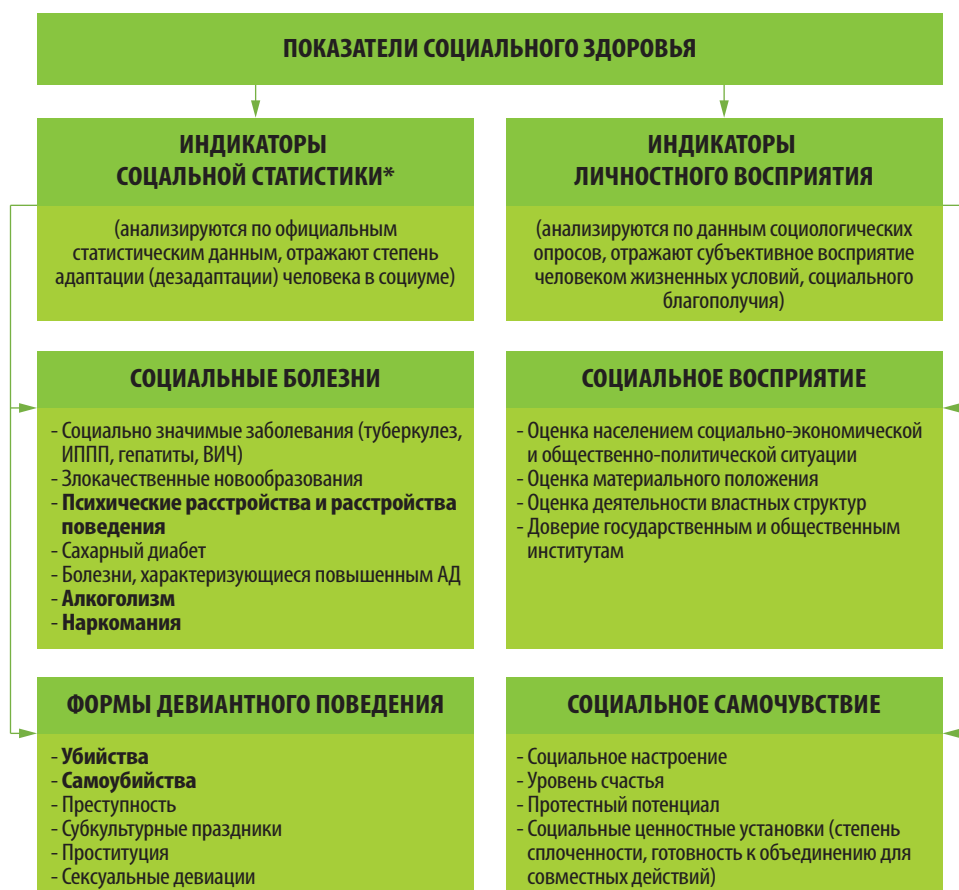 ПОКАЗАТЕЛИ СОЦИАЛЬНОГО ЗДОРОВЬЯ
ИНДИКАТОРЫ
СОЦАЛЬНОЙ СТАТИСТИКИ*
(анализируются по официальным
статистическим данным, отражают степень
адаптации (дезадаптации) человека в социуме)
ИНДИКАТОРЫ
ЛИЧНОСТНОГО ВОСПРИЯТИЯ
(анализируются по данным социологических
опросов, отражают субъективное восприятие
человеком жизненных условий, социального
благополучия)
СОЦИАЛЬНЫЕ БОЛЕЗНИ
- Социально значимые заболевания (туберкулез,
ИППП, гепатиты, ВИЧ)
- Злокачественные новообразования
- Психические расстройства и расстройства
поведения
- Сахарный диабет
- Болезни, характеризующиеся повышенным АД
- Алкоголизм
- Наркомания
СОЦИАЛЬНОЕ ВОСПРИЯТИЕ
- Оценка населением социально-экономической
и общественно-политической ситуации
- Оценка материального положения
- Оценка деятельности властных структур
- Доверие государственным и общественным
институтам
ФОРМЫ ДЕВИАНТНОГО ПОВЕДЕНИЯ
- Убийства
- Самоубийства
- Преступность
- Субкультурные праздники
- Проституция
- Сексуальные девиации
СОЦИАЛЬНОЕ САМОЧУВСТВИЕ
- Социальное настроение
- Уровень счастья
- Протестный потенциал
- Социальные ценностные установки (степень
сплоченности, готовность к объединению для
совместных действий)